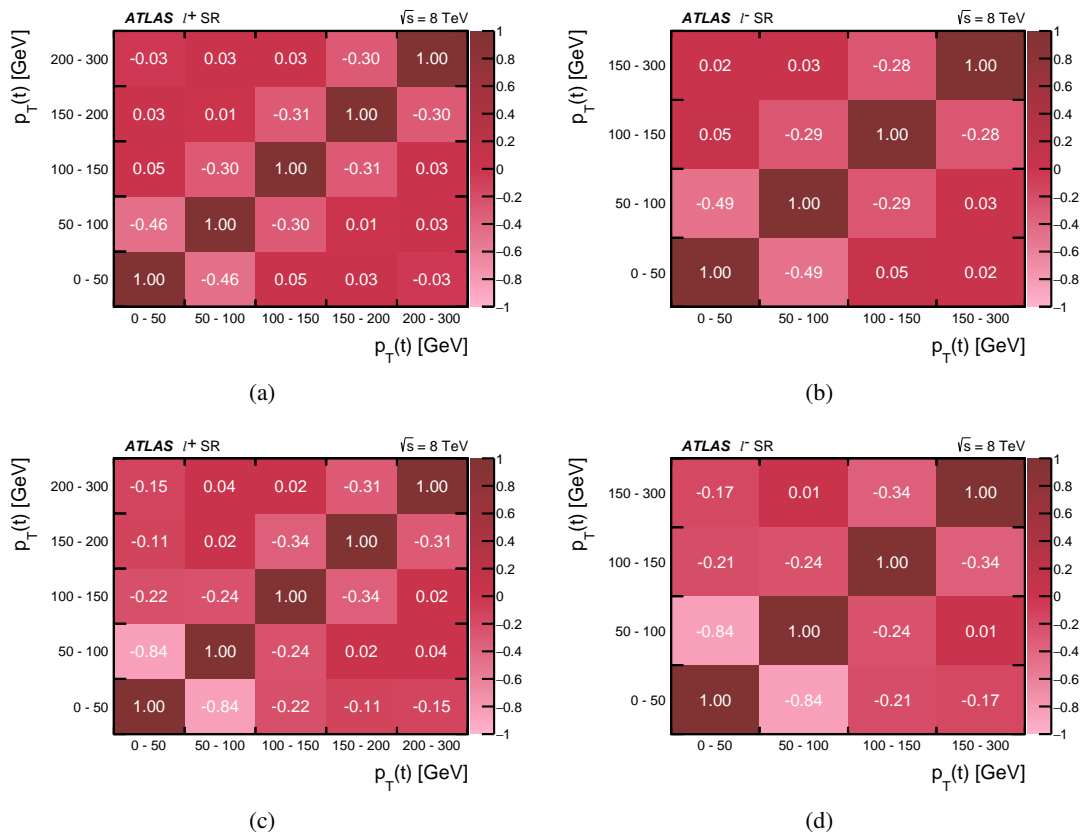 ATLAS l+ SR √s = 8 TeV
p_T(t) [GeV]
200 - 300 -0.03 0.03 0.03 -0.30 1.00
150 - 200 0.03 0.01 -0.31 1.00 -0.30
100 - 150 0.05 -0.30 1.00 -0.31 0.03
50 - 100 -0.46 1.00 -0.30 0.01 0.03
0 - 50 1.00 -0.46 0.05 0.03 -0.03
0 - 50 50 - 100 100 - 150 150 - 200 200 - 300
p_T(t) [GeV]
1
0.8
0.6
0.4
0.2
0
−0.2
−0.4
−0.6
−0.8
−1
(a)
ATLAS l- SR √s = 8 TeV
p_T(t) [GeV]
150 - 300 0.02 0.03 -0.28 1.00
100 - 150 0.05 -0.29 1.00 -0.28
50 - 100 -0.49 1.00 -0.29 0.03
0 - 50 1.00 -0.49 0.05 0.02
0 - 50 50 - 100 100 - 150 150 - 300
p_T(t) [GeV]
1
0.8
0.6
0.4
0.2
0
−0.2
−0.4
−0.6
−0.8
−1
(b)
ATLAS l+ SR √s = 8 TeV
p_T(t) [GeV]
200 - 300 -0.15 0.04 0.02 -0.31 1.00
150 - 200 -0.11 0.02 -0.34 1.00 -0.31
100 - 150 -0.22 -0.24 1.00 -0.34 0.02
50 - 100 -0.84 1.00 -0.24 0.02 0.04
0 - 50 1.00 -0.84 -0.22 -0.11 -0.15
0 - 50 50 - 100 100 - 150 150 - 200 200 - 300
p_T(t) [GeV]
1
0.8
0.6
0.4
0.2
0
−0.2
−0.4
−0.6
−0.8
−1
(c)
ATLAS l- SR √s = 8 TeV
p_T(t) [GeV]
150 - 300 -0.17 0.01 -0.34 1.00
100 - 150 -0.21 -0.24 1.00 -0.34
50 - 100 -0.84 1.00 -0.24 0.01
0 - 50 1.00 -0.84 -0.21 -0.17
0 - 50 50 - 100 100 - 150 150 - 300
p_T(t) [GeV]
1
0.8
0.6
0.4
0.2
0
−0.2
−0.4
−0.6
−0.8
−1
(d)